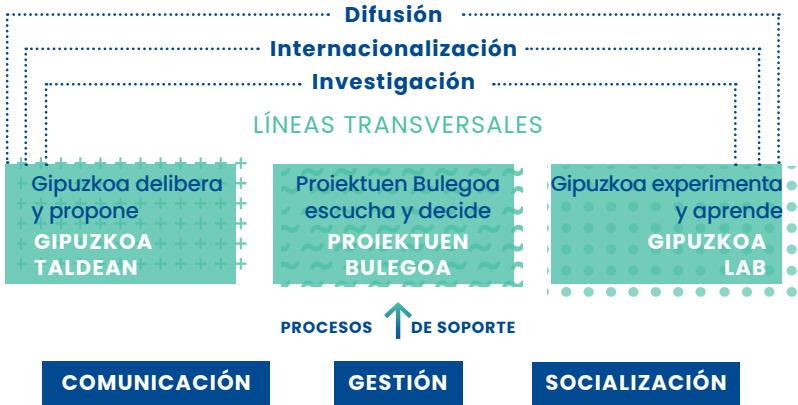 Difusión
Internacionalización
Investigación
LÍNEAS TRANSVERSALES
Gipuzkoa delibera
y propone
GIPUZKOA
TALDEAN
Proiektuen Bulegoa
escucha y decide
PROIEKTUEN
BULEGOA
Gipuzkoa experimenta
y aprende
GIPUZKOA
LAB
PROCESOS DE SOPORTE
COMUNICACIÓN
GESTIÓN
SOCIALIZACIÓN